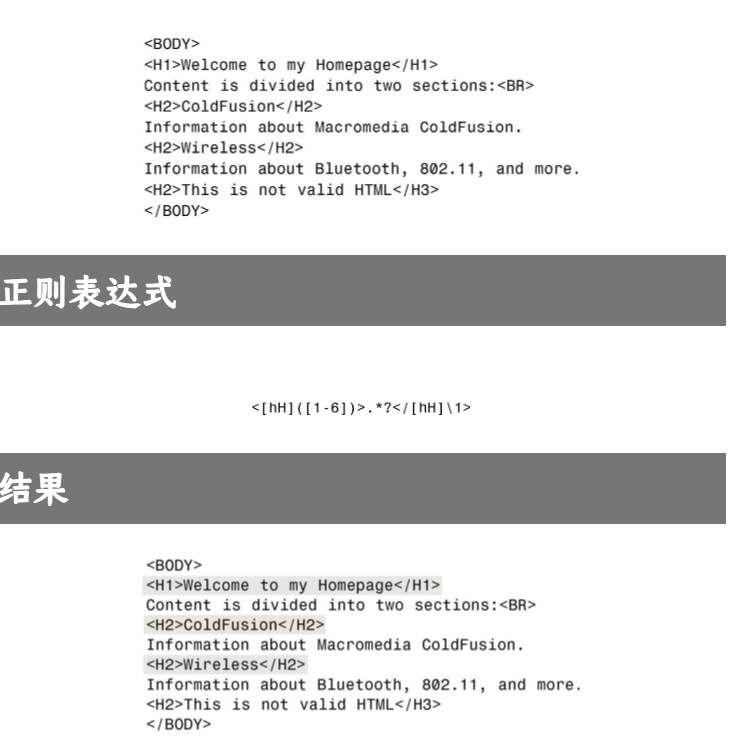 <BODY>
<H1>Welcome to my Homepage</H1>
Content is divided into two sections:<BR>
<H2>ColdFusion</H2>
Information about Macromedia ColdFusion.
<H2>Wireless</H2>
Information about Bluetooth, 802.11, and more.
<H2>This is not valid HTML</H3>
</BODY>
正则表达式
<[hH]([1-6])>.*?</[hH]\1>
结果
<BODY>
<H1>Welcome to my Homepage</H1>
Content is divided into two sections:<BR>
<H2>ColdFusion</H2>
Information about Macromedia ColdFusion.
<H2>Wireless</H2>
Information about Bluetooth, 802.11, and more.
<H2>This is not valid HTML</H3>
</BODY>